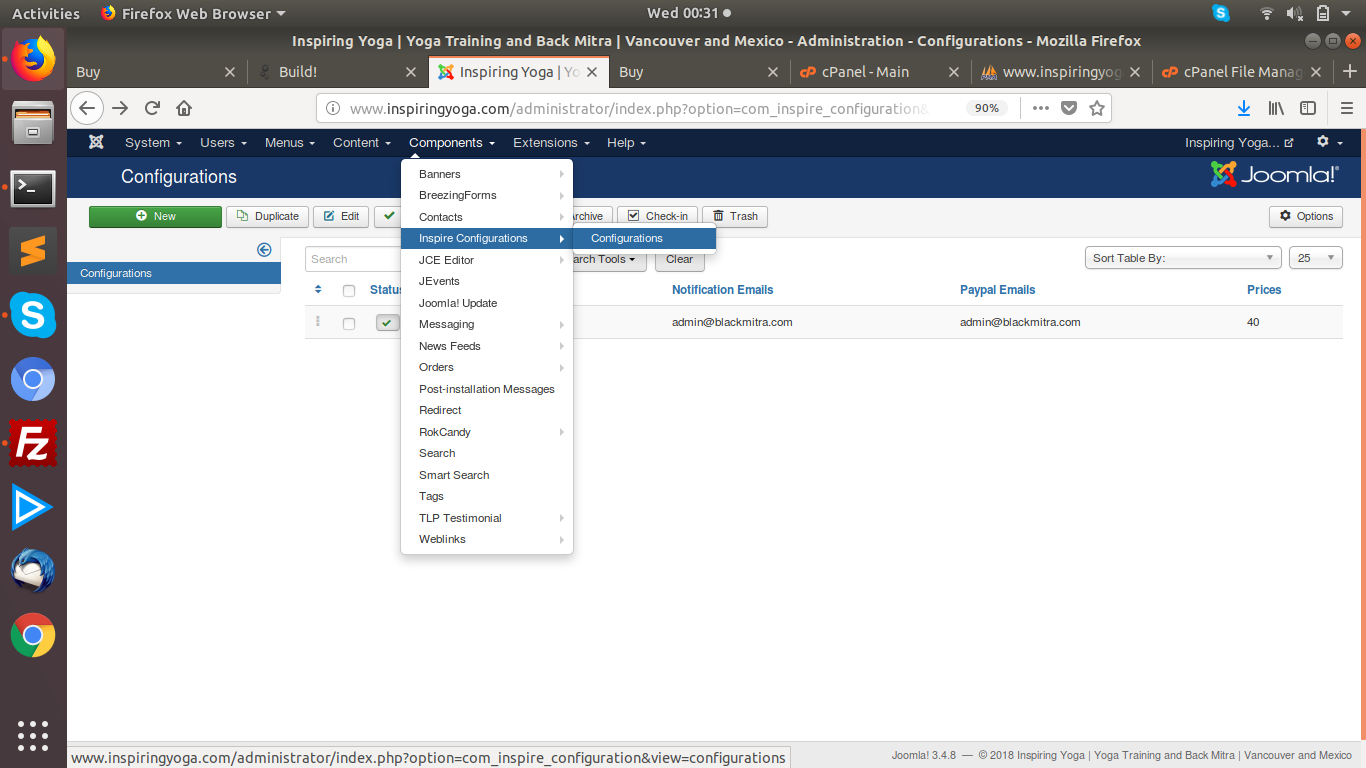 Activities
Firefox Web Browser
Wed 00:31
Inspiring Yoga | Yoga Training and Back Mitra | Vancouver and Mexico - Administration - Configurations - Mozilla Firefox
Buy
Build!
Inspiring Yoga | Yo
Buy
cPanel - Main
www.inspiringyog
cPanel File Manag
www.inspiringyoga.com/administrator/index.php?option=com_inspire_configuration&
90%
System
Users
Menus
Content
Components
Extensions
Help
Inspiring Yoga...
Configurations
Joomla!
New
Duplicate
Edit
rchive
Check-in
Trash
Options
Configurations
Search
arch Tools
Clear
Sort Table By:
25
Status
Notification Emails
Paypal Emails
Prices
admin@blackmitra.com
admin@blackmitra.com
40
Banners
BreezingForms
Contacts
Inspire Configurations
Configurations
JCE Editor
JEvents
Joomla! Update
Messaging
News Feeds
Orders
Post-installation Messages
Redirect
RokCandy
Search
Smart Search
Tags
TLP Testimonial
Weblinks
Fz
www.inspiringyoga.com/administrator/index.php?option=com_inspire_configuration&view=configurations
Joomla! 3.4.8 — © 2018 Inspiring Yoga | Yoga Training and Back Mitra | Vancouver and Mexico